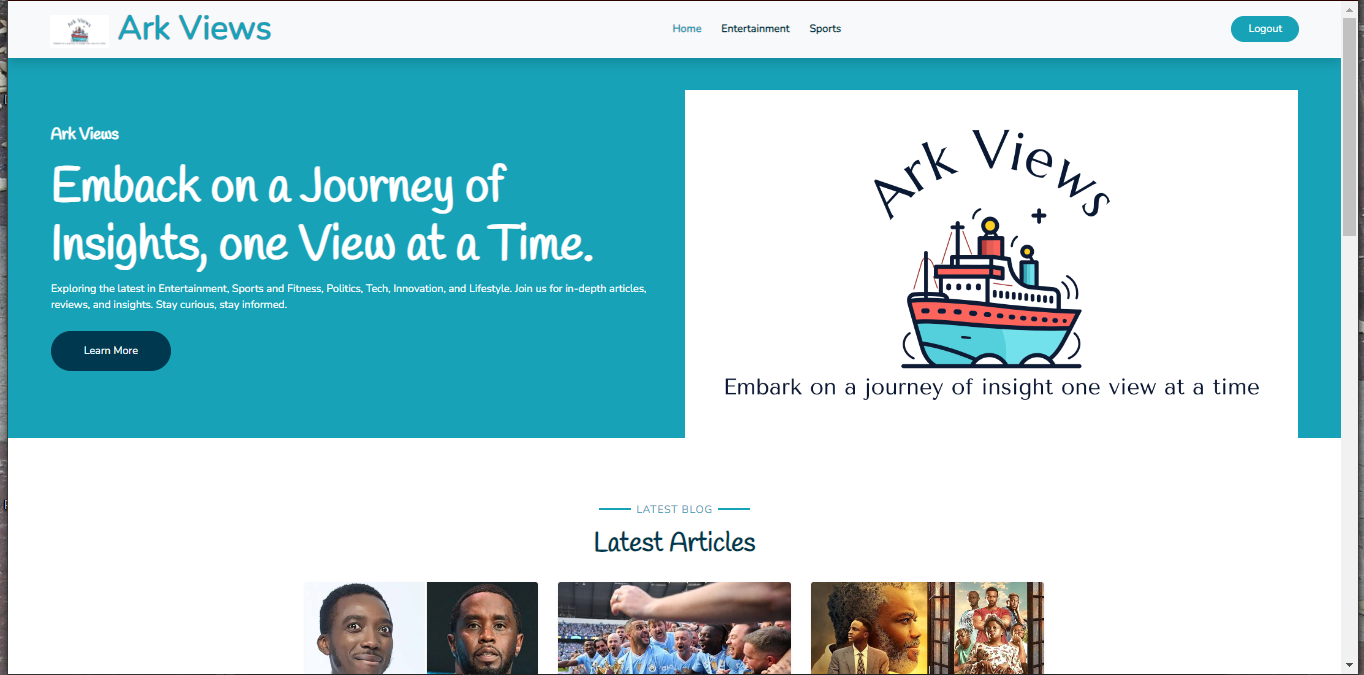 Ark Views
Ark Views
Home
Entertainment
Sports
Logout
Ark Views
Emback on a Journey of
Insights, one View at a Time.
Exploring the latest in Entertainment, Sports and Fitness, Politics, Tech, Innovation, and Lifestyle. Join us for in-depth articles,
reviews, and insights. Stay curious, stay informed.
Learn More
Ark Views
Embark on a journey of insight one view at a time
LATEST BLOG
Latest Articles